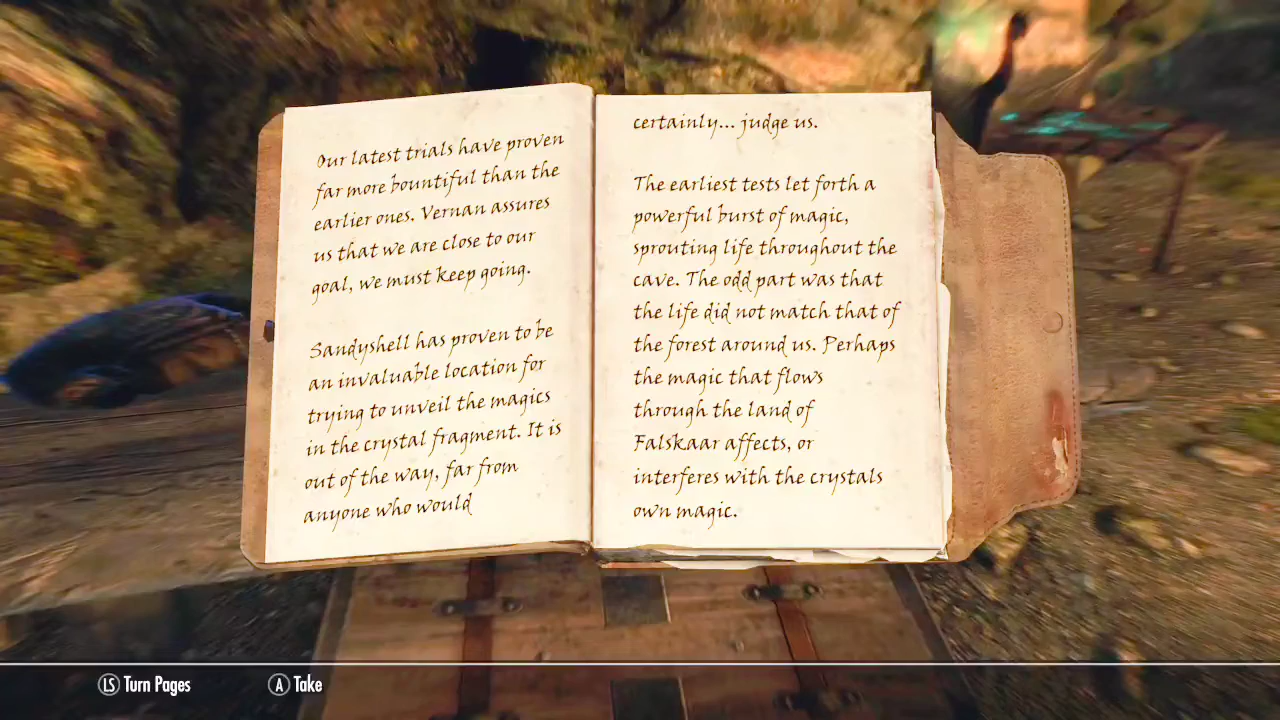 Our latest trials have proven
far more bountiful than the
earlier ones. Vernan assures
us that we are close to our
goal, we must keep going.
Sandyshell has proven to be
an invaluable location for
trying to unveil the magics
in the crystal fragment. It is
out of the way, far from
anyone who would
certainly... judge us.
The earliest tests let forth a
powerful burst of magic,
sprouting life throughout the
cave. The odd part was that
the life did not match that of
the forest around us. Perhaps
the magic that flows
through the land of
Falskaar affects, or
interferes with the crystals
own magic.
LS Turn Pages
A Take